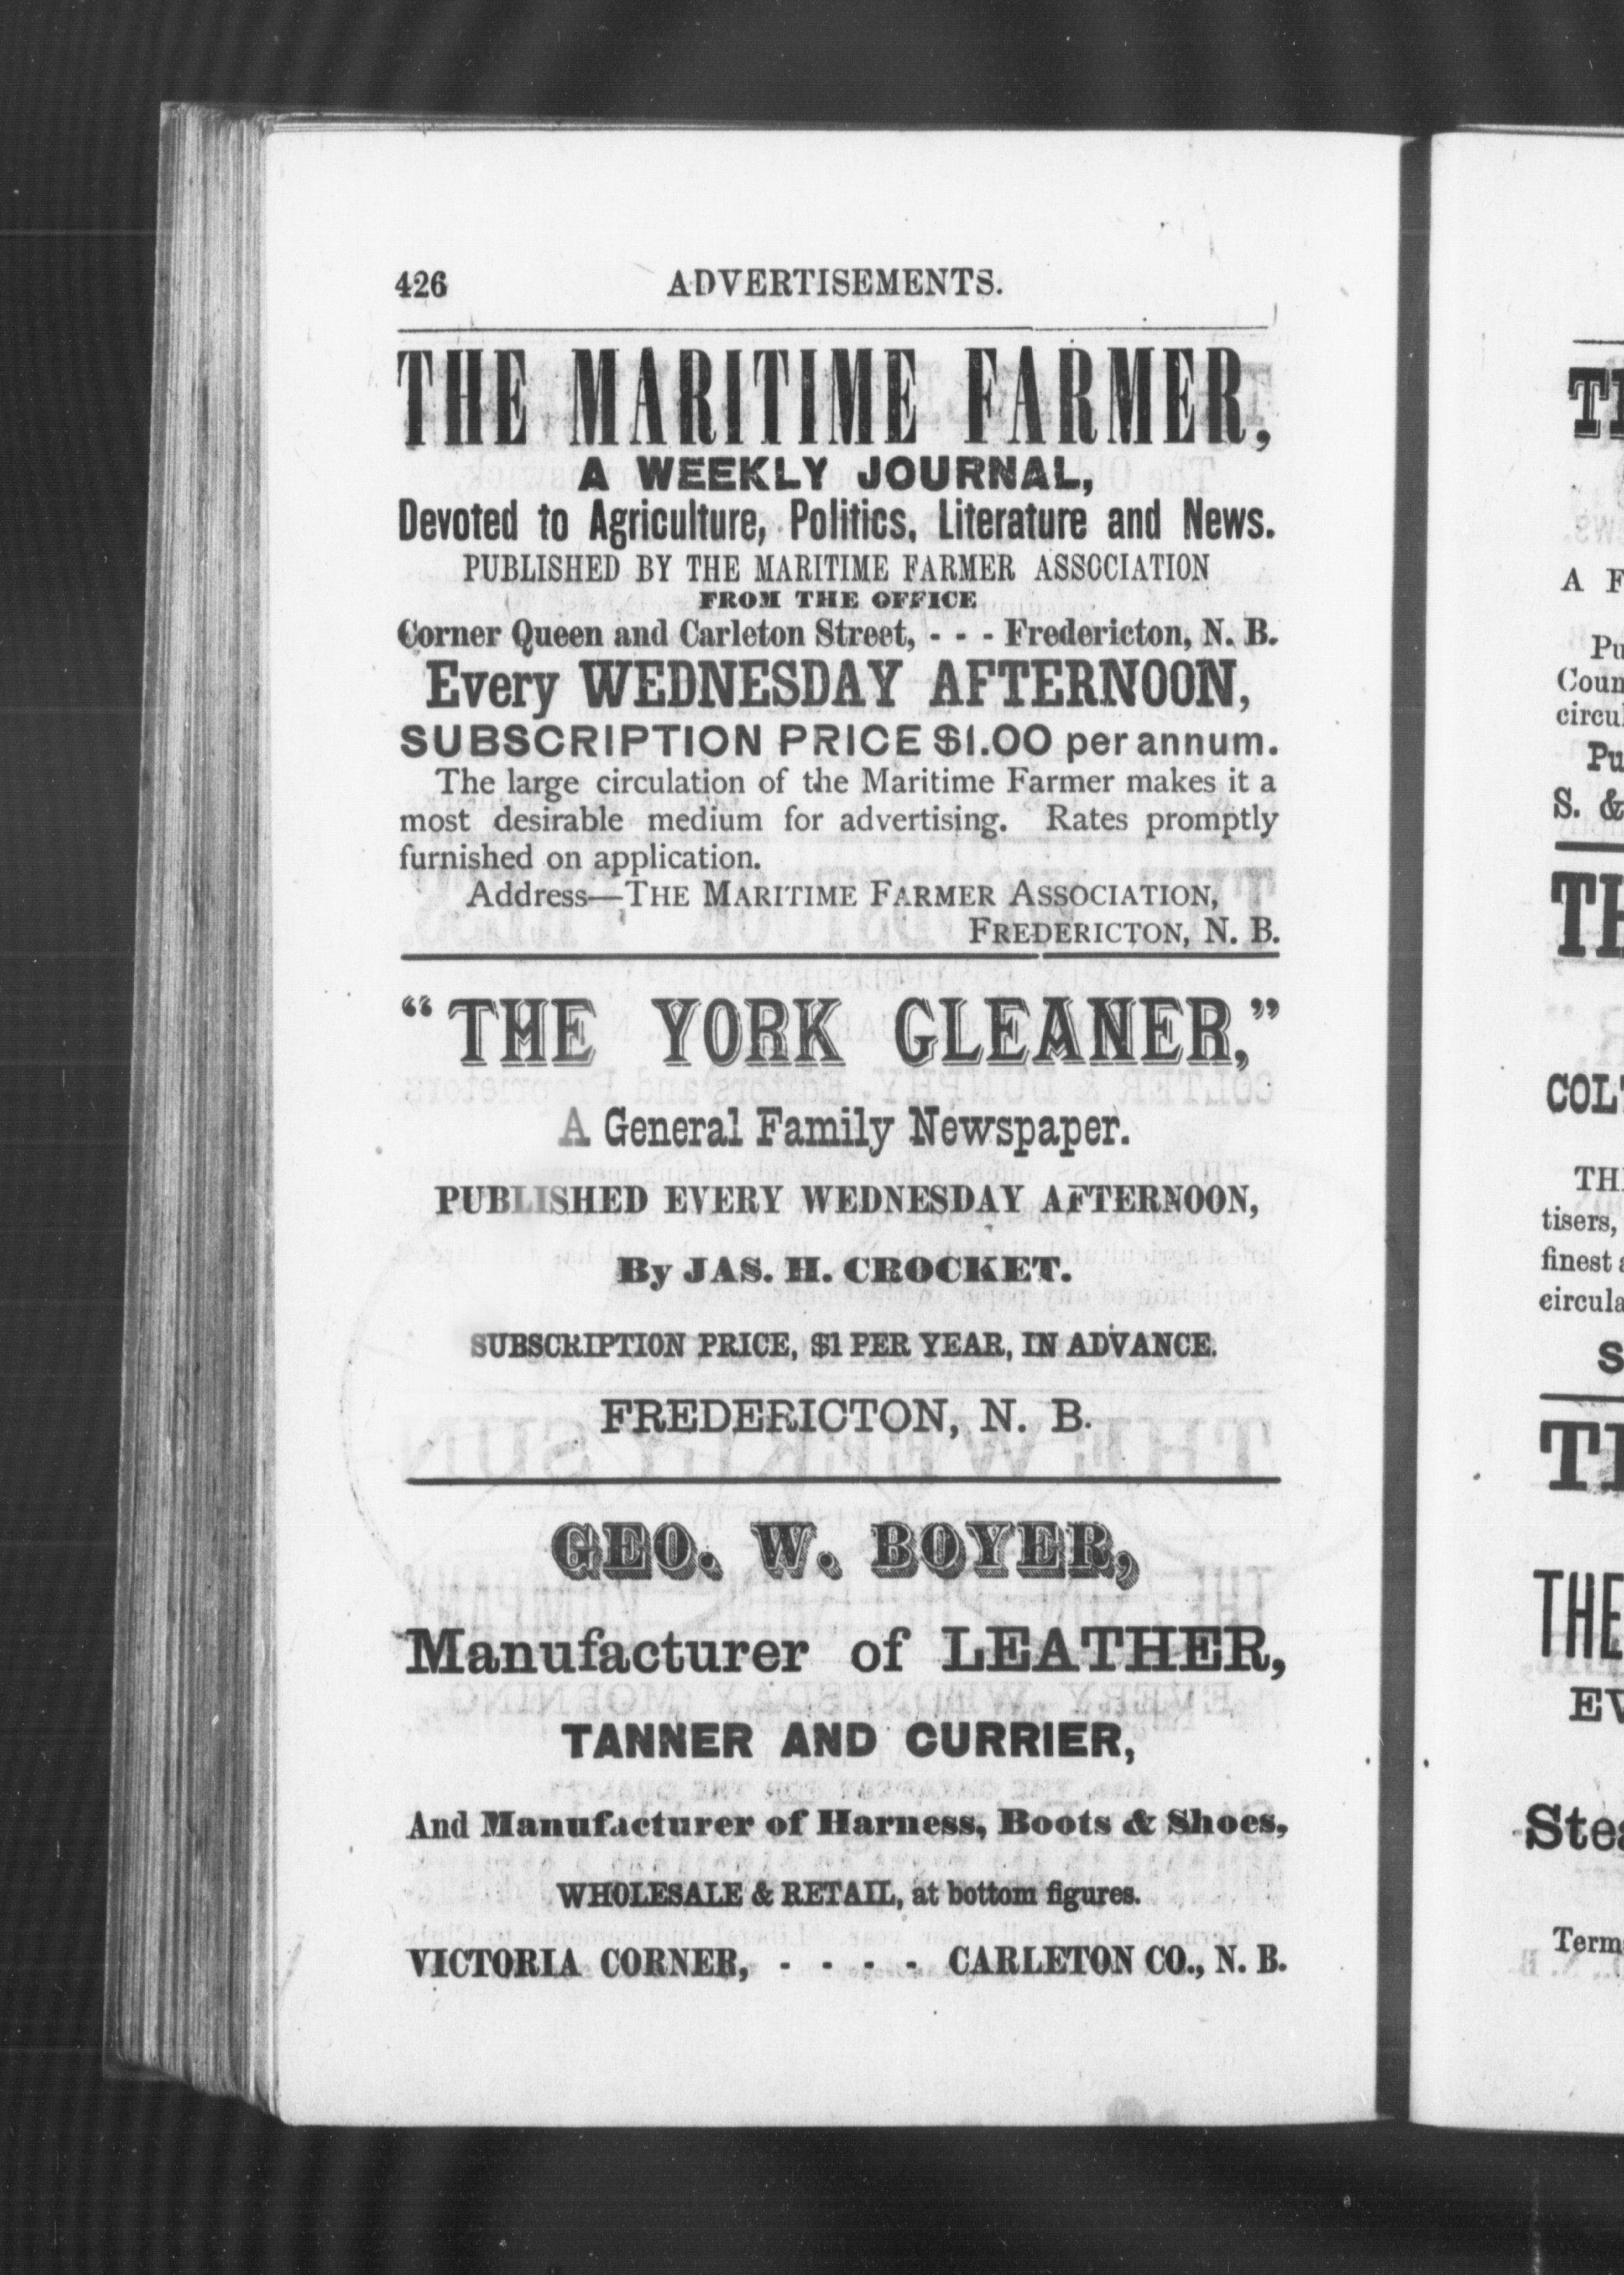 426 ADVERTISEMENTS.
THE MARITIME FARMER,
A WEEKLY JOURNAL,
Devoted to Agriculture, Politics, Literature and News.
PUBLISHED BY THE MARITIME FARMER ASSOCIATION
FROM THE OFFICE
Corner Queen and Carleton Street, - - - Fredericton, N. B.
Every WEDNESDAY AFTERNOON,
SUBSCRIPTION PRICE $1.00 per annum.
The large circulation of the Maritime Farmer makes it a
most desirable medium for advertising. Rates promptly
furnished on application.
Address—THE MARITIME FARMER ASSOCIATION,
FREDERICTON, N. B.
“THE YORK GLEANER,”
A General Family Newspaper.
PUBLISHED EVERY WEDNESDAY AFTERNOON,
By JAS. H. CROCKET.
SUBSCRIPTION PRICE, $1 PER YEAR, IN ADVANCE.
FREDERICTON, N. B.
GEO. W. BOYER,
Manufacturer of LEATHER,
TANNER AND CURRIER,
And Manufacturer of Harness, Boots & Shoes,
WHOLESALE & RETAIL, at bottom figures.
VICTORIA CORNER, - - - - CARLETON CO., N. B.
A
S. &
tisers,
finest
THE